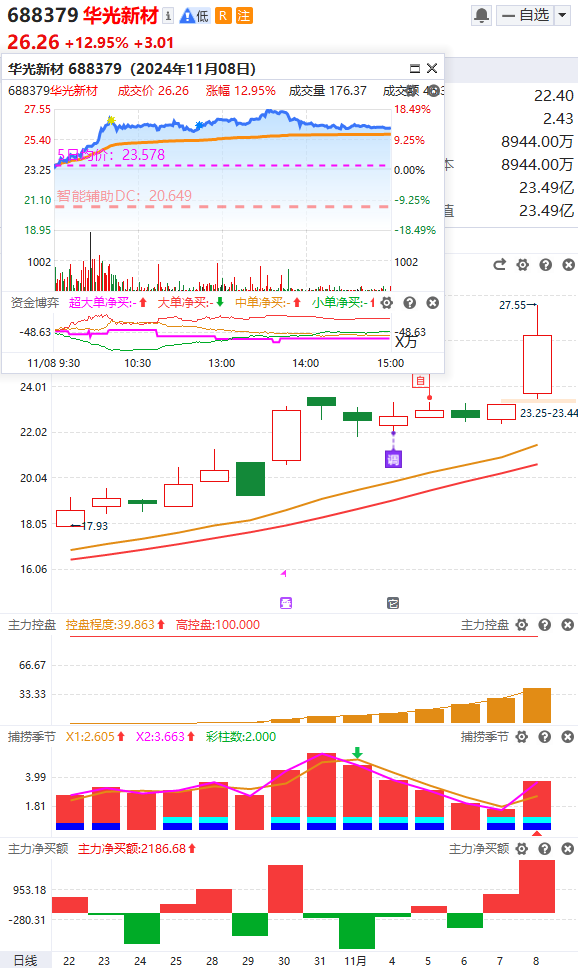 688379 华光新材 i 低 R 注 自选
26.26 +12.95% +3.01
华光新材 688379（2024年11月08日）
688379华光新材 成交价 26.26 涨幅 12.95% 成交量 176.37
27.55 18.49%
25.40 9.25%
5日均价：23.578
23.25 0.00%
智能辅助DC：20.649
21.10 -9.25%
18.95 -18.49%
1002 1002
资金博弈 超大单净买:- 大单净买:- 中单净买:- 小单净买:-
-48.63 -48.63
X万
11/08 9:30 10:30 13:00 14:00 15:00
22.40
2.43
8944.00万
本 8944.00万
23.49亿
值 23.49亿
27.55
24.01 自
23.25-23.44
22.02
调
20.04
18.05 17.93
16.06
主力控盘 控盘程度:39.863 高控盘:100.000 主力控盘
66.67
33.33
捕捞季节 X1:2.605 X2:3.663 彩柱数:2.000 捕捞季节
3.99
1.81
主力净买额 主力净买额:2186.68 主力净买额
953.18
-280.31
日线 22 23 24 25 28 29 30 31 11月 4 5 6 7 8